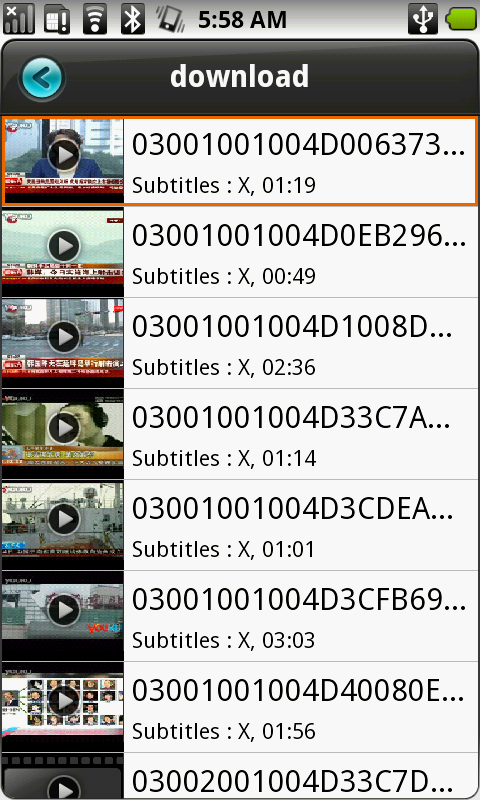 5:58 AM
download
03001001004D006373...
Subtitles : X, 01:19
03001001004D0EB296...
Subtitles : X, 00:49
03001001004D1008D...
Subtitles : X, 02:36
03001001004D33C7A...
Subtitles : X, 01:14
03001001004D3CDEA...
Subtitles : X, 01:01
03001001004D3CFB69...
Subtitles : X, 03:03
03001001004D40080E...
Subtitles : X, 01:56
03002001004D33C7D...